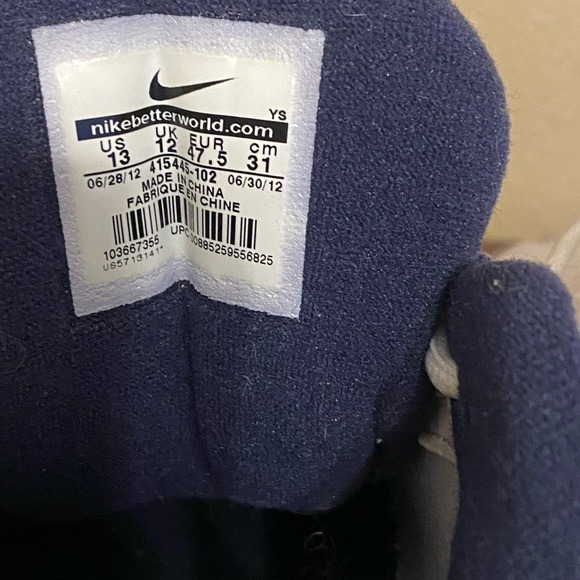 YS
nikebetterworld.com
US UK EUR cm
13 12 47.5 31
06/28/12 415445-102 06/30/12
MADE IN CHINA
FABRIQUE EN CHINE
103667355 UPC 00885259556825
US5713141*